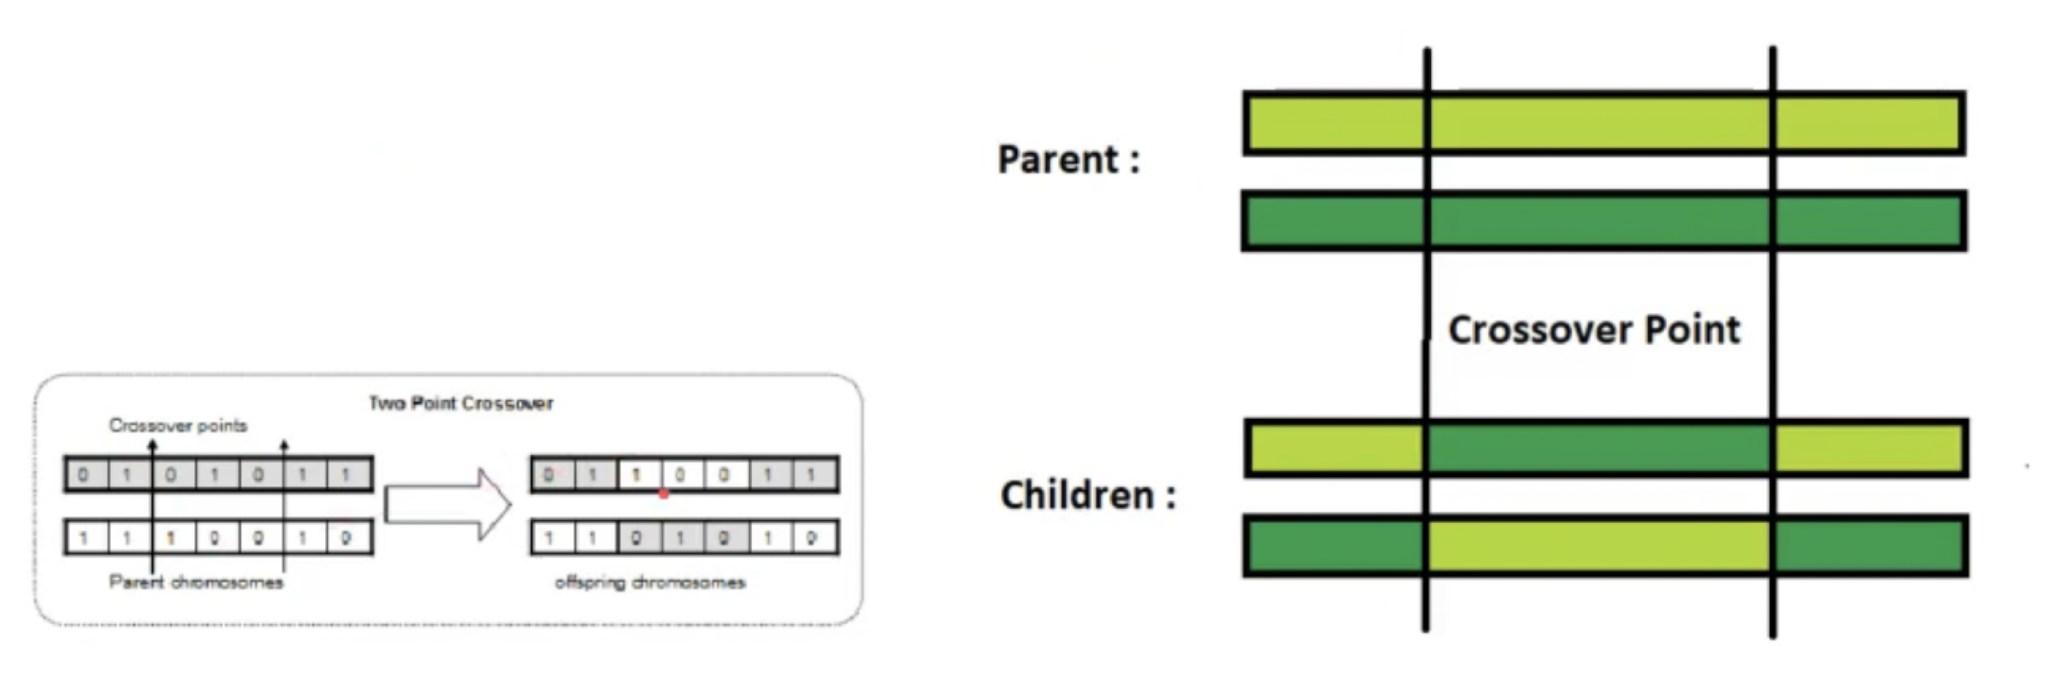 Two Point Crossover
Crossover points
0 1 0 1 0 1 1
1 1 1 0 0 1 0
Parent chromosomes
0 1 1 0 0 1 1
1 1 0 1 0 1 0
offspring chromosomes
Parent :
Crossover Point
Children :